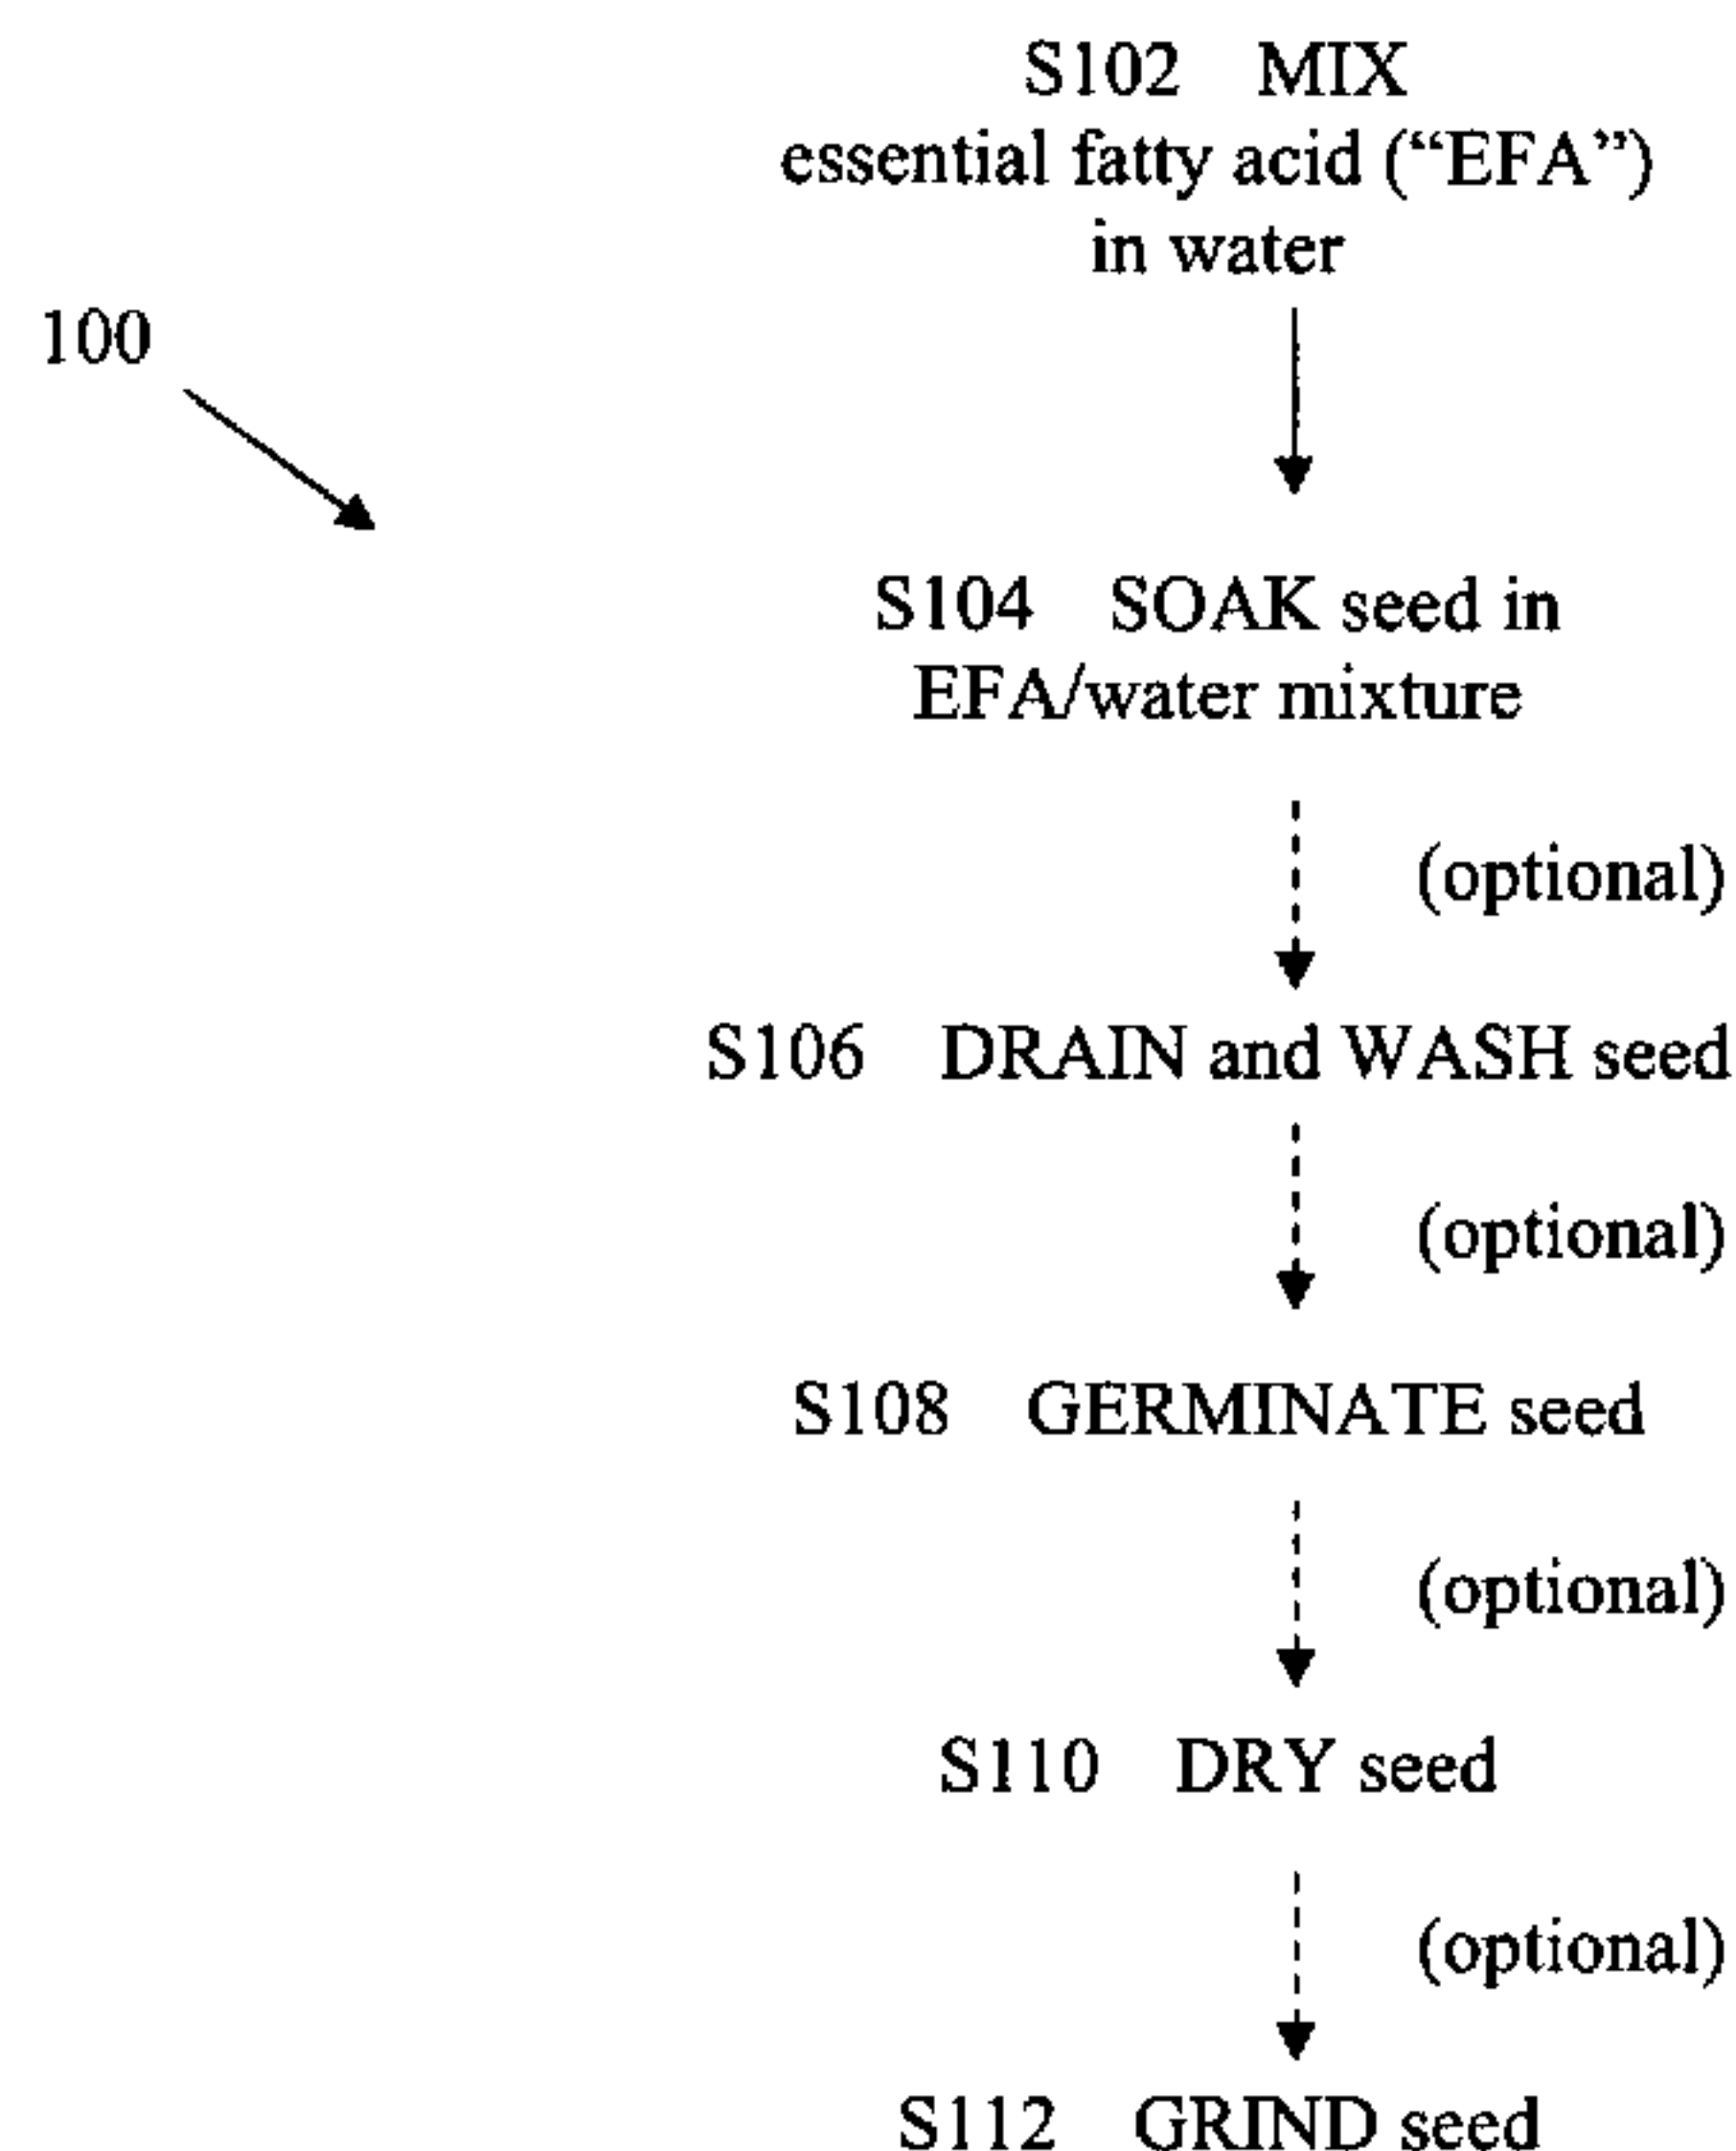 S102 MIX
essential fatty acid (“EFA”)
in water
100
S104 SOAK seed in
EFA/water mixture
(optional)
S106 DRAIN and WASH seed
(optional)
S108 GERMINATE seed
(optional)
S110 DRY seed
(optional)
S112 GRIND seed